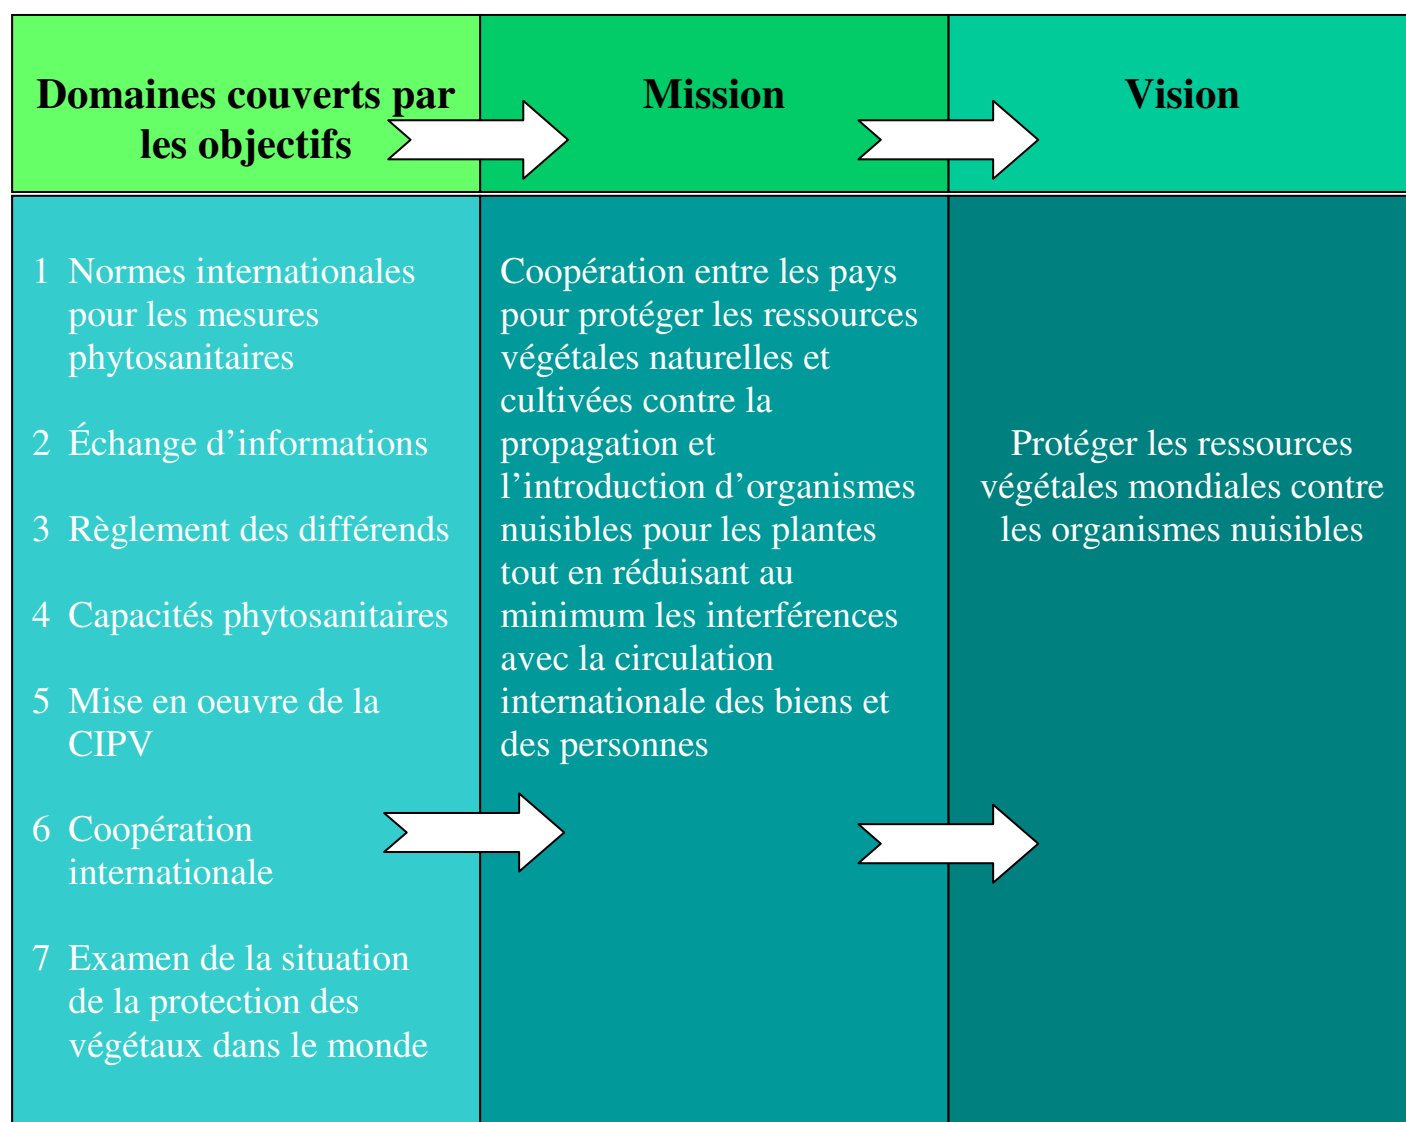 Domaines couverts par
les objectifs
Mission
Vision
1 Normes internationales
pour les mesures
phytosanitaires
2 Échange d’informations
3 Règlement des différends
4 Capacités phytosanitaires
5 Mise en oeuvre de la
CIPV
6 Coopération
internationale
7 Examen de la situation
de la protection des
végétaux dans le monde
Coopération entre les pays
pour protéger les ressources
végétales naturelles et
cultivées contre la
propagation et
l’introduction d’organismes
nuisibles pour les plantes
tout en réduisant au
minimum les interférences
avec la circulation
internationale des biens et
des personnes
Protéger les ressources
végétales mondiales contre
les organismes nuisibles